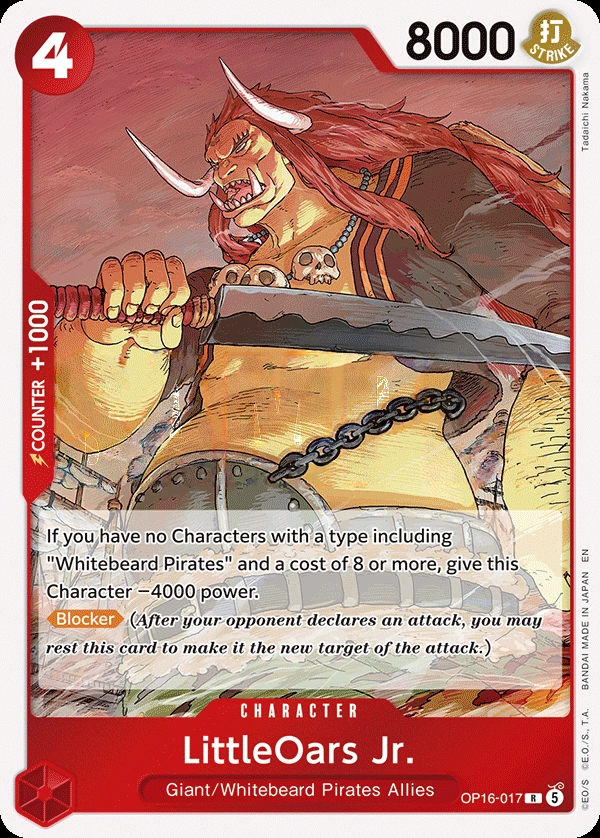 4
8000
打
STRIKE
Tadaichi Nakama
COUNTER +1000
If you have no Characters with a type including
"Whitebeard Pirates" and a cost of 8 or more, give this
Character −4000 power.
Blocker (After your opponent declares an attack, you may
rest this card to make it the new target of the attack.)
©EO/S ©E.O./S., T.A. BANDAI MADE IN JAPAN EN
CHARACTER
LittleOars Jr.
Giant/Whitebeard Pirates Allies
OP16-017 R 5